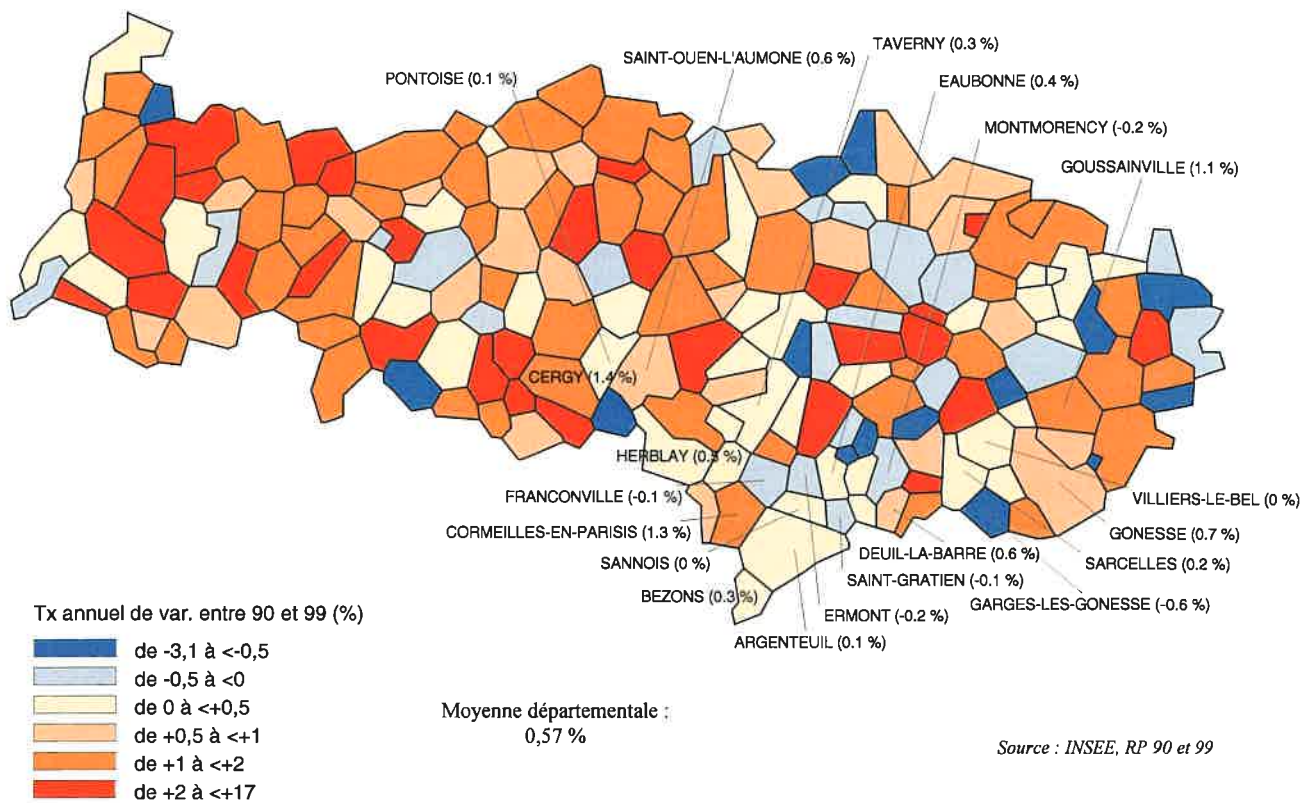 TAVERNY (0.3 %)
SAINT-OUEN-L'AUMONE (0.6 %)
PONTOISE (0.1 %)
EAUBONNE (0.4 %)
MONTMORENCY (-0.2 %)
GOUSSAINVILLE (1.1 %)
CERGY (1.4 %)
HERBLAY (0.5 %)
FRANCONVILLE (-0.1 %)
VILLIERS-LE-BEL (0 %)
CORMEILLES-EN-PARISIS (1.3 %)
GONESSE (0.7 %)
SANNOIS (0 %)
DEUIL-LA-BARRE (0.6 %)
SARCELLES (0.2 %)
SAINT-GRATIEN (-0.1 %)
BEZONS (0.3 %)
GARGES-LES-GONESSE (-0.6 %)
ERMONT (-0.2 %)
ARGENTEUIL (0.1 %)
Tx annuel de var. entre 90 et 99 (%)
de -3,1 à <-0,5
de -0,5 à <0
de 0 à <+0,5
de +0,5 à <+1
de +1 à <+2
de +2 à <+17
Moyenne départementale :
0,57 %
Source : INSEE, RP 90 et 99